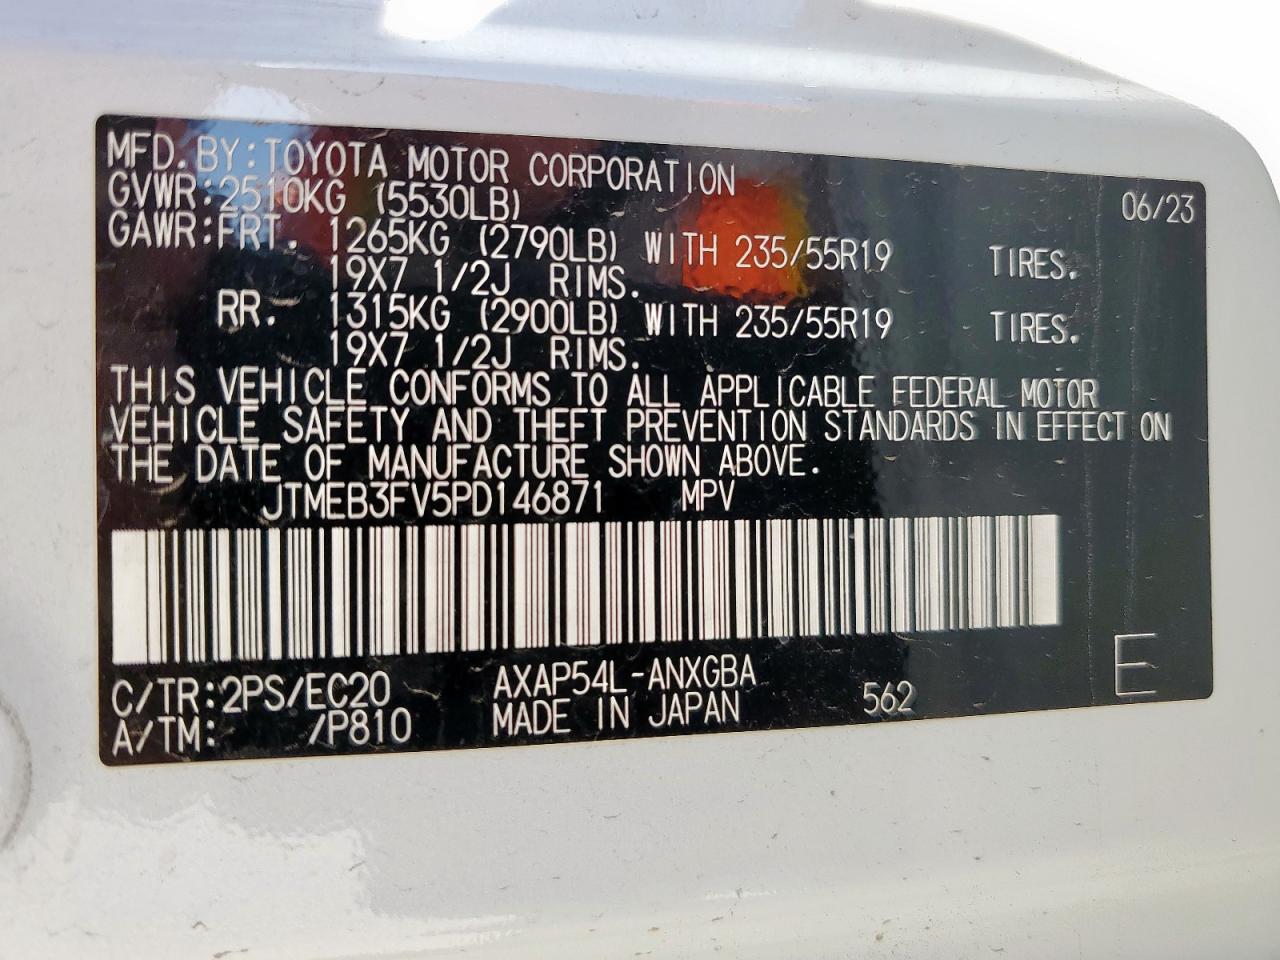 MFD.BY:TOYOTA MOTOR CORPORATION 06/23
GVWR:2510KG (5530LB)
GAWR:FRT. 1265KG (2790LB) WITH 235/55R19 TIRES.
19X7 1/2J RIMS.
RR. 1315KG (2900LB) WITH 235/55R19 TIRES.
19X7 1/2J RIMS.
THIS VEHICLE CONFORMS TO ALL APPLICABLE FEDERAL MOTOR
VEHICLE SAFETY AND THEFT PREVENTION STANDARDS IN EFFECT ON
THE DATE OF MANUFACTURE SHOWN ABOVE.
JTMEB3FV5PD146871 MPV
C/TR:2PS/EC20 AXAP54L-ANXGBA E
A/TM: /P810 MADE IN JAPAN 562